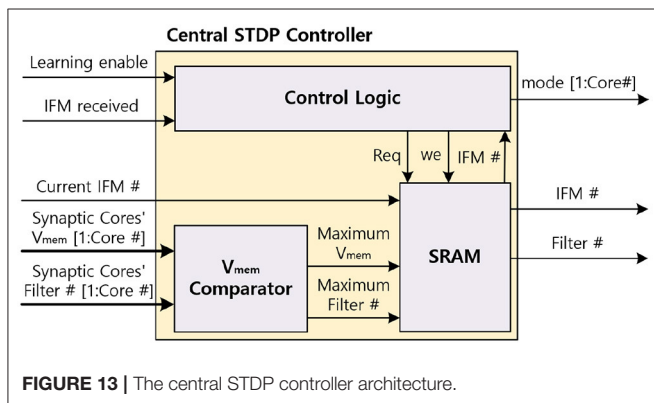 Central STDP Controller
Learning enable
IFM received
Control Logic
mode [1:Core#]
Req
we
IFM #
Current IFM #
IFM #
Synaptic Cores'
Vmem [1:Core #]
Maximum
Vmem
SRAM
Filter #
Synaptic Cores'
Filter # [1:Core #]
Vmem
Comparator
Maximum
Filter #
FIGURE 13 | The central STDP controller architecture.